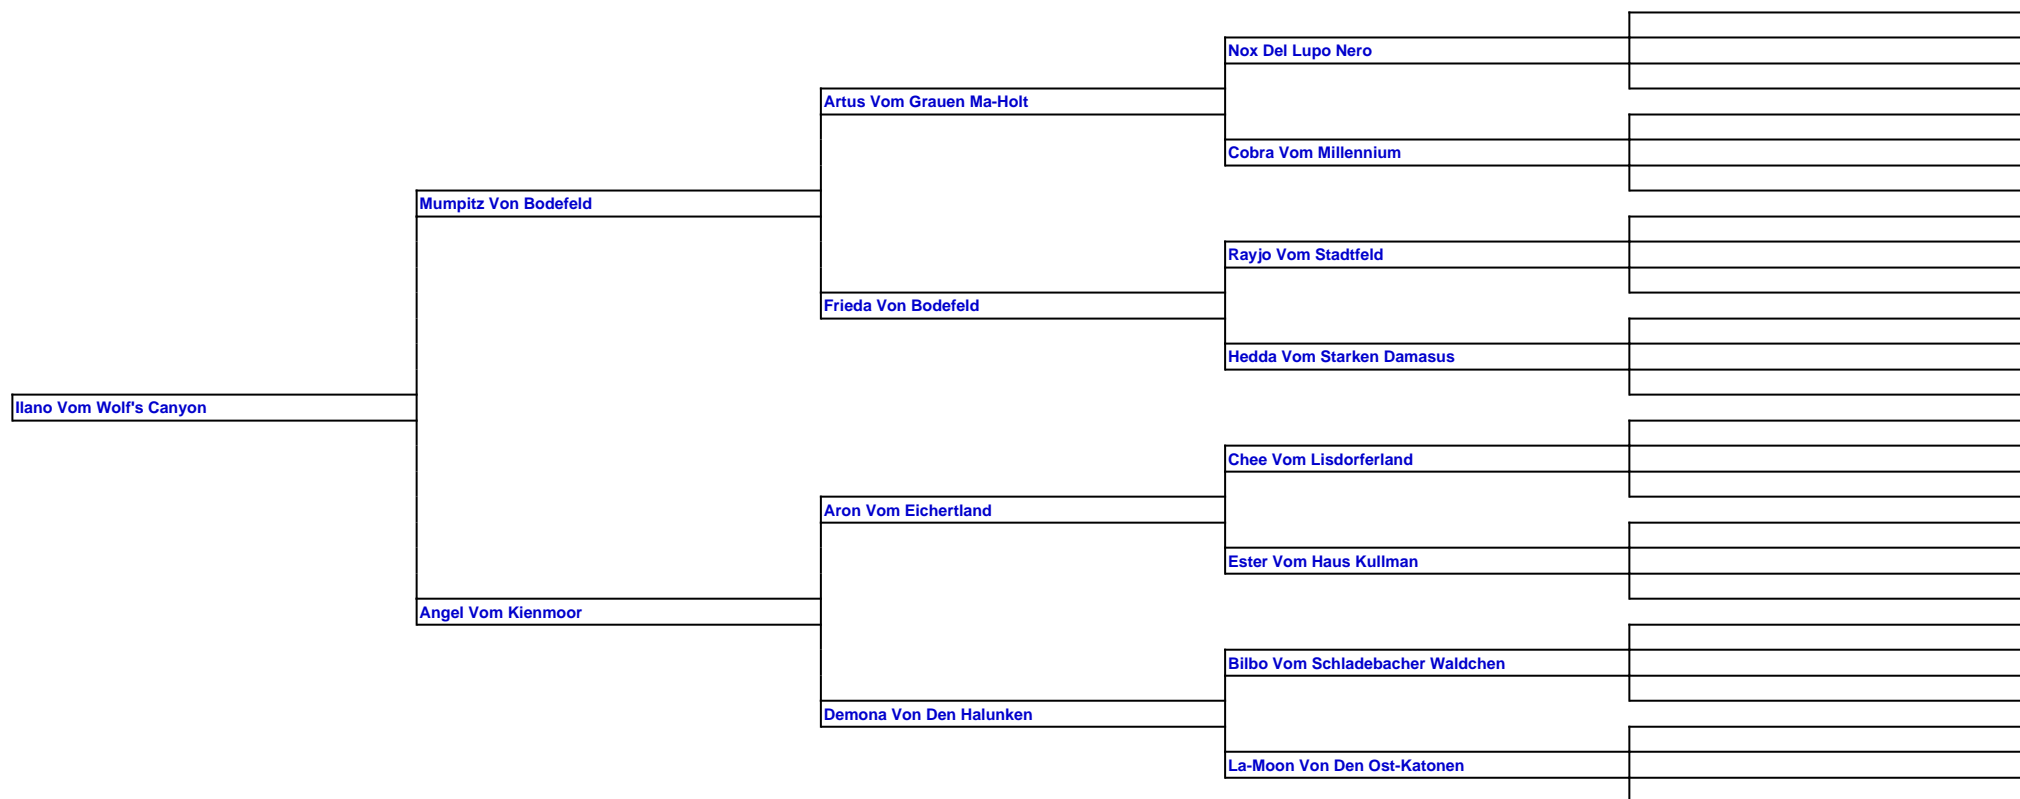 Nox Del Lupo Nero
Artus Vom Grauen Ma-Holt
Cobra Vom Millennium
Mumpitz Von Bodefeld
Rayjo Vom Stadtfeld
Frieda Von Bodefeld
Hedda Vom Starken Damasus
Ilano Vom Wolf's Canyon
Chee Vom Lisdorferland
Aron Vom Eichertland
Ester Vom Haus Kullman
Angel Vom Kienmoor
Bilbo Vom Schladebacher Waldchen
Demona Von Den Halunken
La-Moon Von Den Ost-Katonen